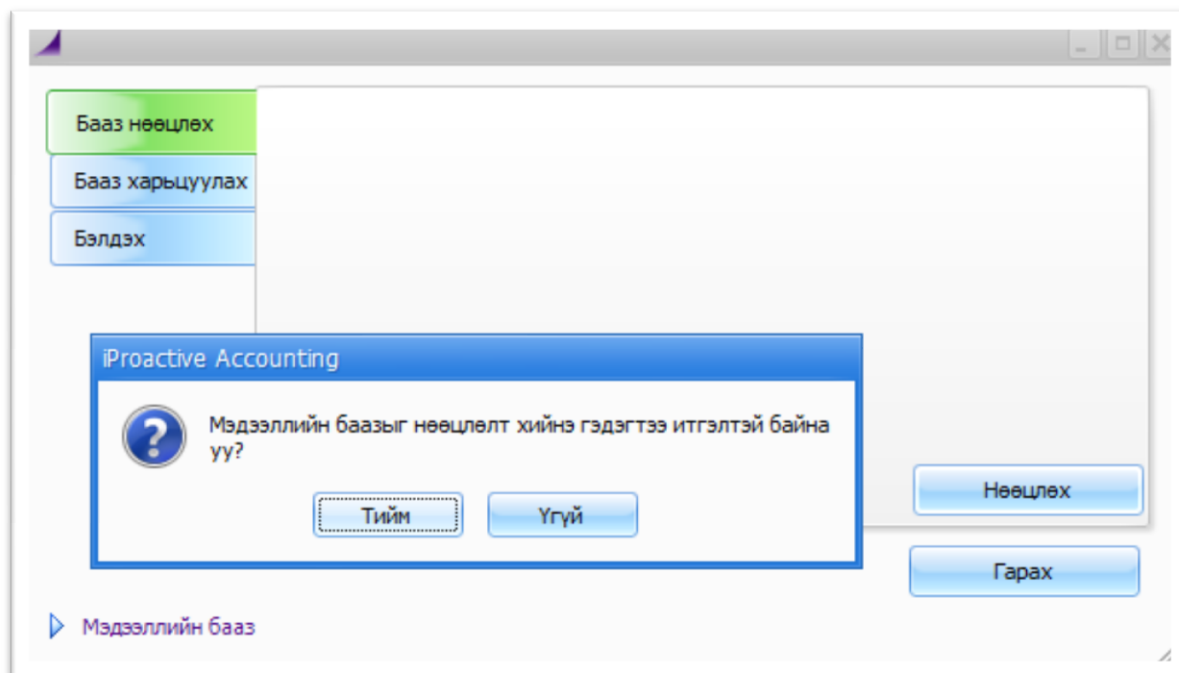 Бааз нөөцлөх
Бааз харьцуулах
Бэлдэх
iProactive Accounting
Мэдээллийн баазыг нөөцлөлт хийнэ гэдэгтээ итгэлтэй байна
уу?
Тийм
Үгүй
Нөөцлөх
Гарах
Мэдээллийн бааз